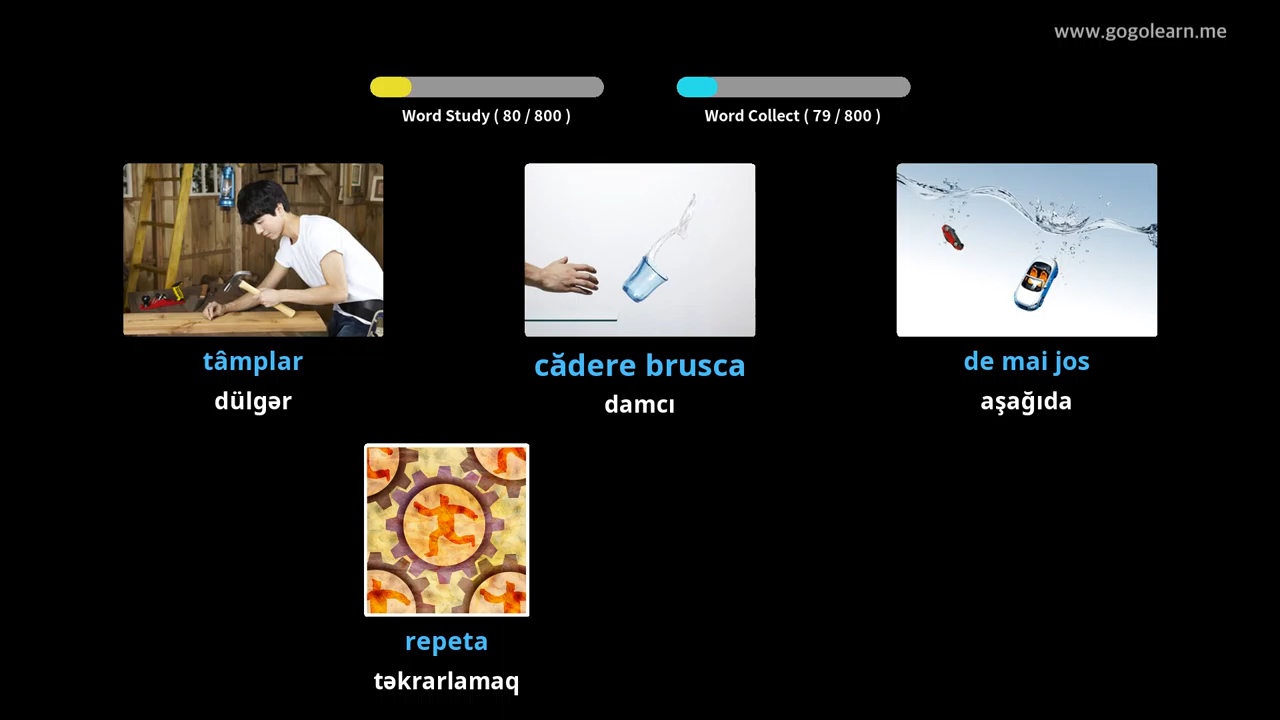 www.gogolearn.me
Word Study ( 80 / 800 )
Word Collect ( 79 / 800 )
tâmplar
dülgər
cădere brusca
damcı
de mai jos
aşağıda
repeta
təkrarlamaq